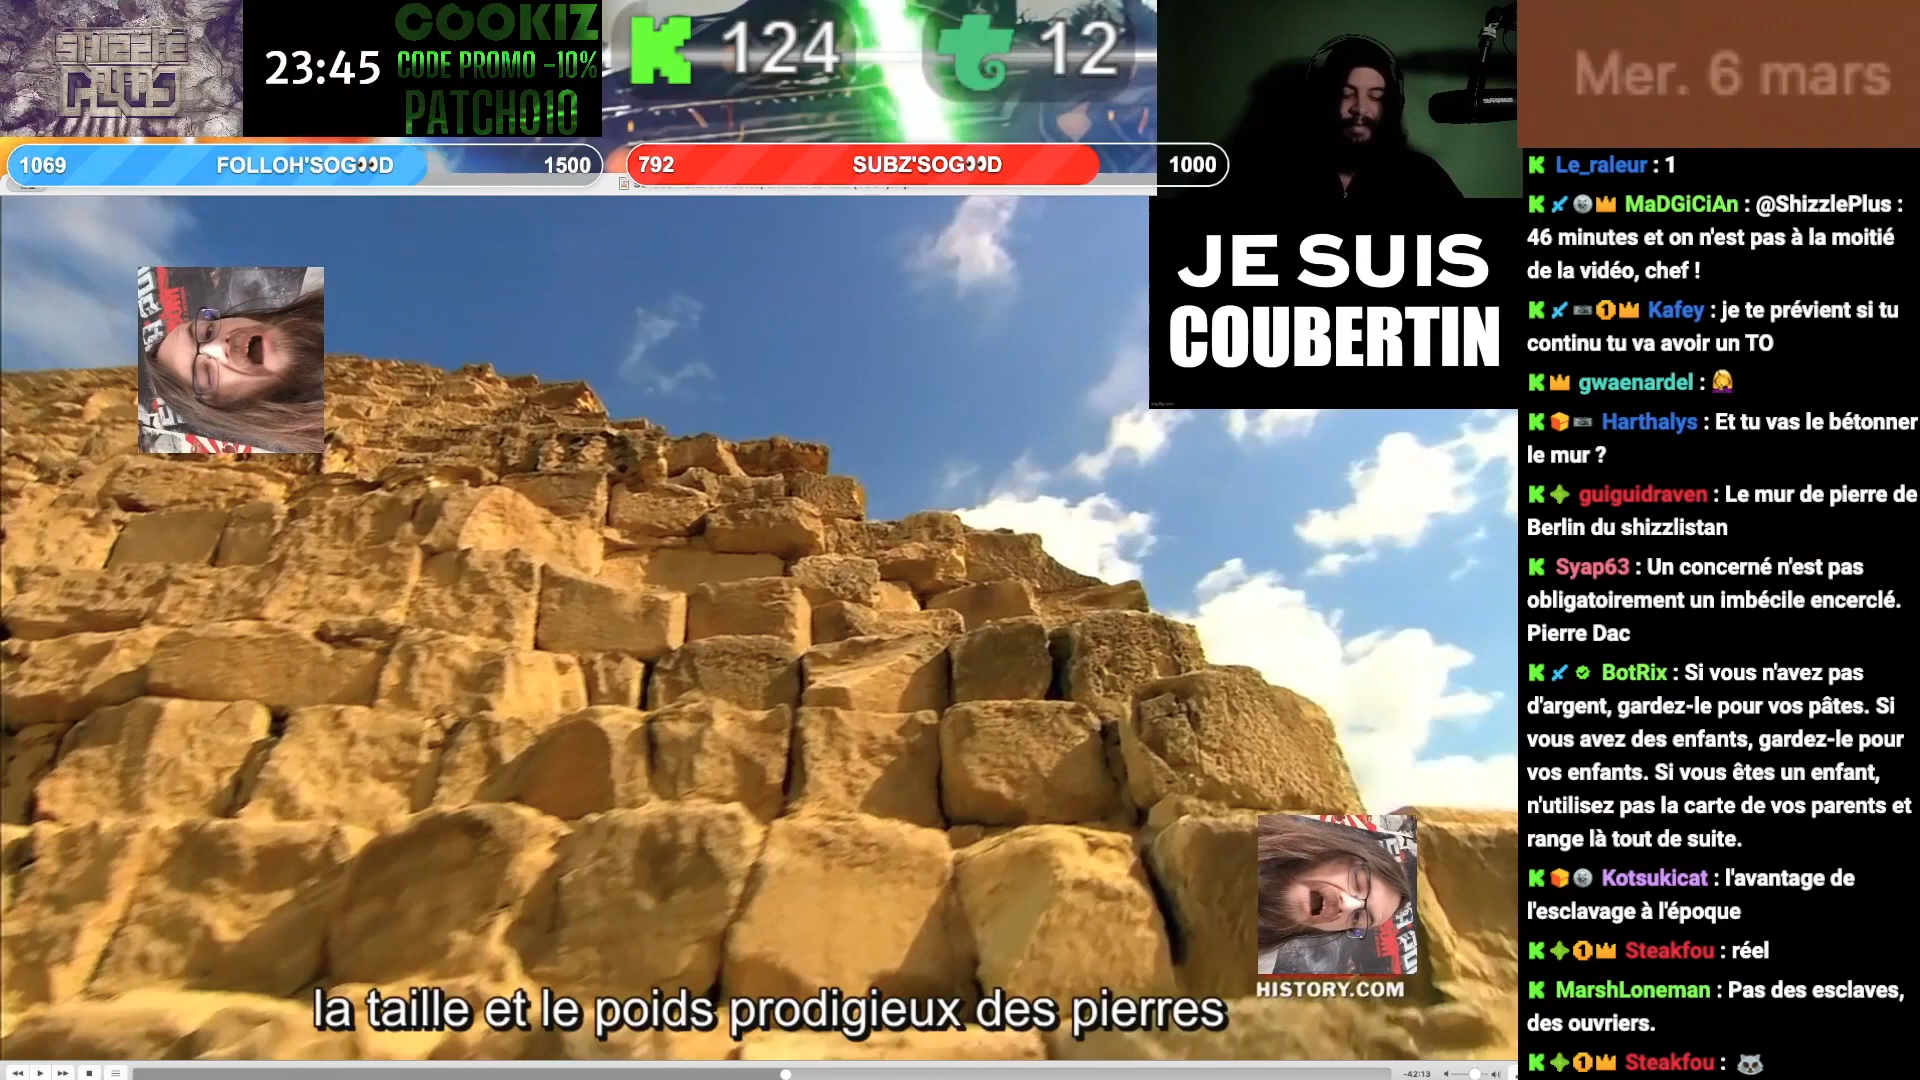 SHIZZLE
PLUS
23:45
COOKIZ
CODE PROMO -10%
PATCHO10
124
12
Mer. 6 mars
1069 FOLLOH'SOG👀D 1500
792 SUBZ'SOG👀D 1000
JE SUIS
COUBERTIN
Le_raleur : 1
MaDGiCiAn : @ShizzlePlus :
46 minutes et on n'est pas à la moitié
de la vidéo, chef !
Kafey : je te prévient si tu
continu tu va avoir un TO
gwaenardel :
Harthalys : Et tu vas le bétonner
le mur ?
guiguidraven : Le mur de pierre de
Berlin du shizzlistan
Syap63 : Un concerné n'est pas
obligatoirement un imbécile encerclé.
Pierre Dac
BotRix : Si vous n'avez pas
d'argent, gardez-le pour vos pâtes. Si
vous avez des enfants, gardez-le pour
vos enfants. Si vous êtes un enfant,
n'utilisez pas la carte de vos parents et
range là tout de suite.
Kotsukicat : l'avantage de
l'esclavage à l'époque
Steakfou : réel
MarshLoneman : Pas des esclaves,
des ouvriers.
Steakfou :
HISTORY.COM
la taille et le poids prodigieux des pierres
-42:13